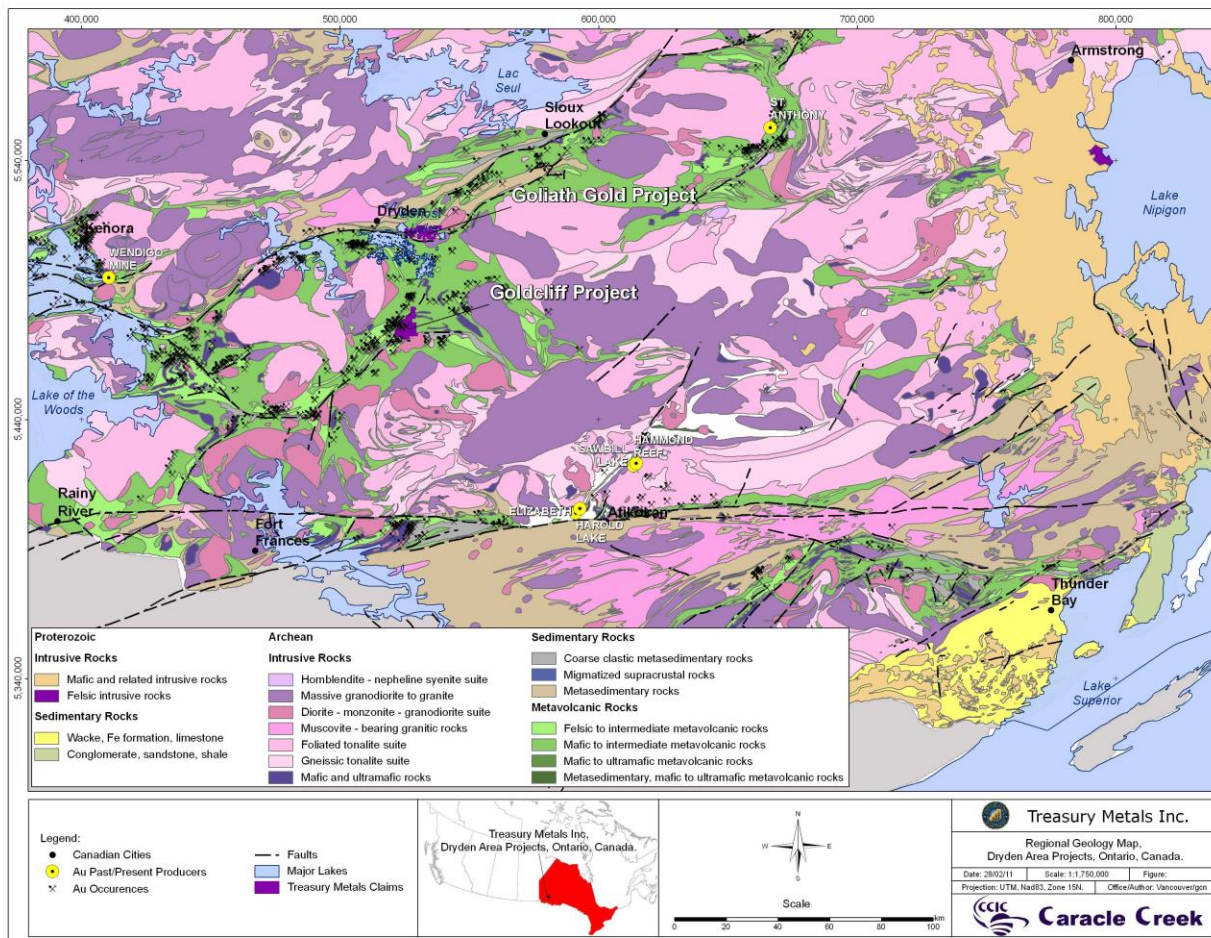 400,000
500,000
600,000
700,000
800,000
5,540,000
5,440,000
5,340,000
Armstrong
Lac
Seul
Sioux
Lookout
ST
ANTHONY
Goliath Gold Project
Lake
Nipigon
Dryden
Kenora
WENDIGO
MINE
Goldcliff Project
Lake of the
Woods
HAMMOND
REEF
SAWBILL
LAKE
Rainy
River
ELIZABETH
Atikokan
HAROLD
LAKE
Fort
Frances
Thunder
Bay
Lake
Superior
Proterozoic
Intrusive Rocks
Mafic and related intrusive rocks
Felsic intrusive rocks
Sedimentary Rocks
Wacke, Fe formation, limestone
Conglomerate, sandstone, shale
Archean
Intrusive Rocks
Hornblendite - nepheline syenite suite
Massive granodiorite to granite
Diorite - monzonite - granodiorite suite
Muscovite - bearing granitic rocks
Foliated tonalite suite
Gneissic tonalite suite
Mafic and ultramafic rocks
Sedimentary Rocks
Coarse clastic metasedimentary rocks
Migmatized supracrustal rocks
Metasedimentary rocks
Metavolcanic Rocks
Felsic to intermediate metavolcanic rocks
Mafic to intermediate metavolcanic rocks
Mafic to ultramafic metavolcanic rocks
Metasedimentary, mafic to ultramafic metavolcanic rocks
Legend:
Canadian Cities
Au Past/Present Producers
Au Occurences
Faults
Major Lakes
Treasury Metals Claims
Treasury Metals Inc.
Dryden Area Projects, Ontario, Canada.
N
W
E
S
Scale
km
0 20 40 60 80 100
Treasury Metals Inc.
Regional Geology Map,
Dryden Area Projects, Ontario, Canada.
Date: 28/02/11 Scale: 1:1,750,000 Figure:
Projection: UTM, Nad83, Zone 15N. Office/Author: Vancouver/gcn
CCIC Caracle Creek